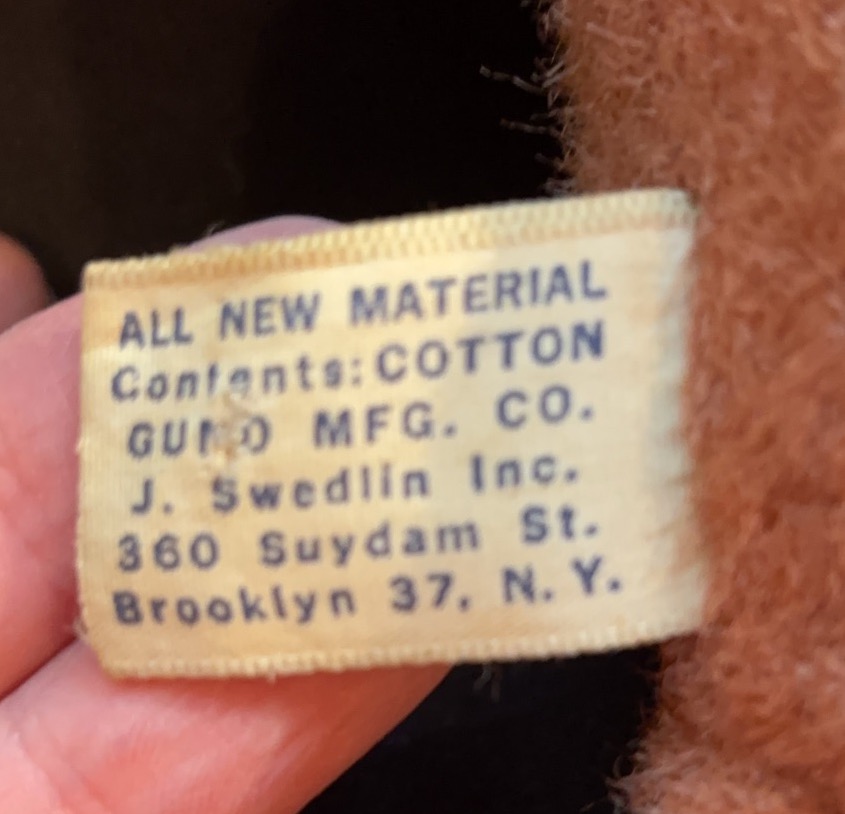 ALL NEW MATERIAL
Contents: COTTON
GUND MFG. CO.
J. Swedlin Inc.
360 Suydam St.
Brooklyn 37, N. Y.